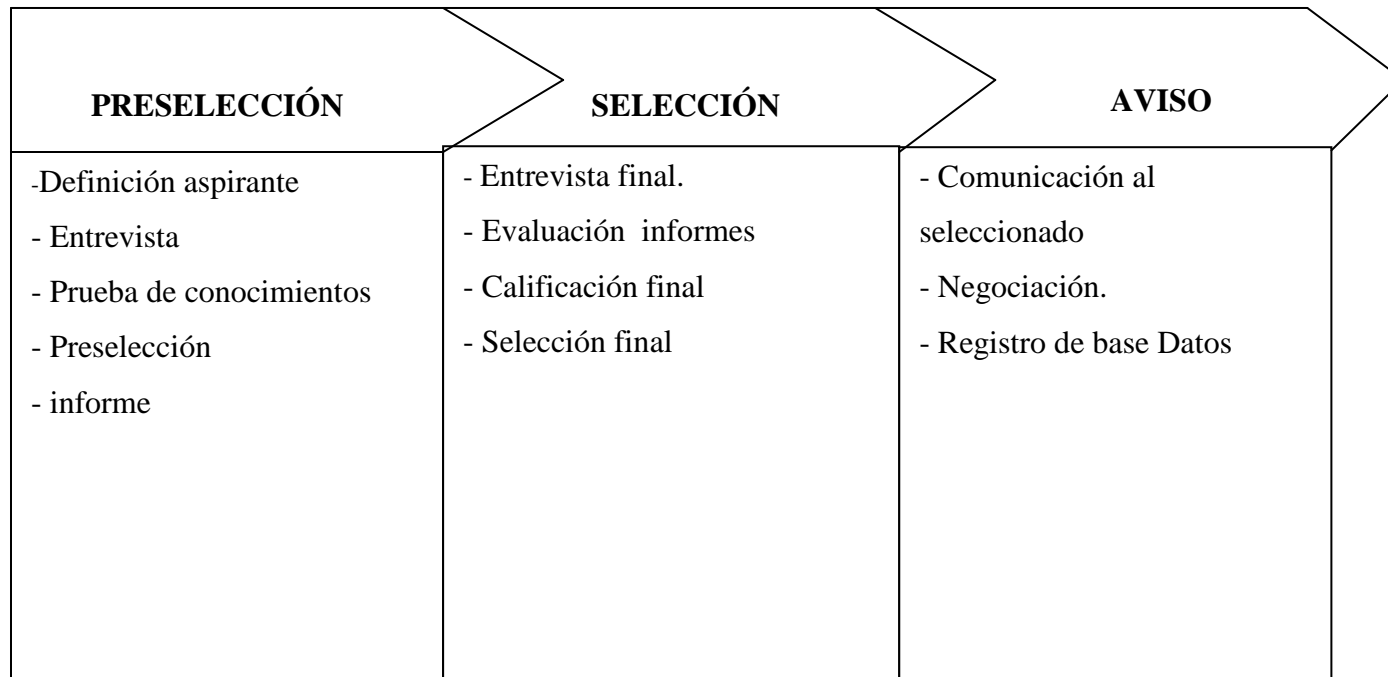 PRESELECCIÓN
SELECCIÓN
AVISO
-Definición aspirante
- Entrevista
- Prueba de conocimientos
- Preselección
- informe
- Entrevista final.
- Evaluación  informes
- Calificación final
- Selección final
- Comunicación al
seleccionado
- Negociación.
- Registro de base Datos